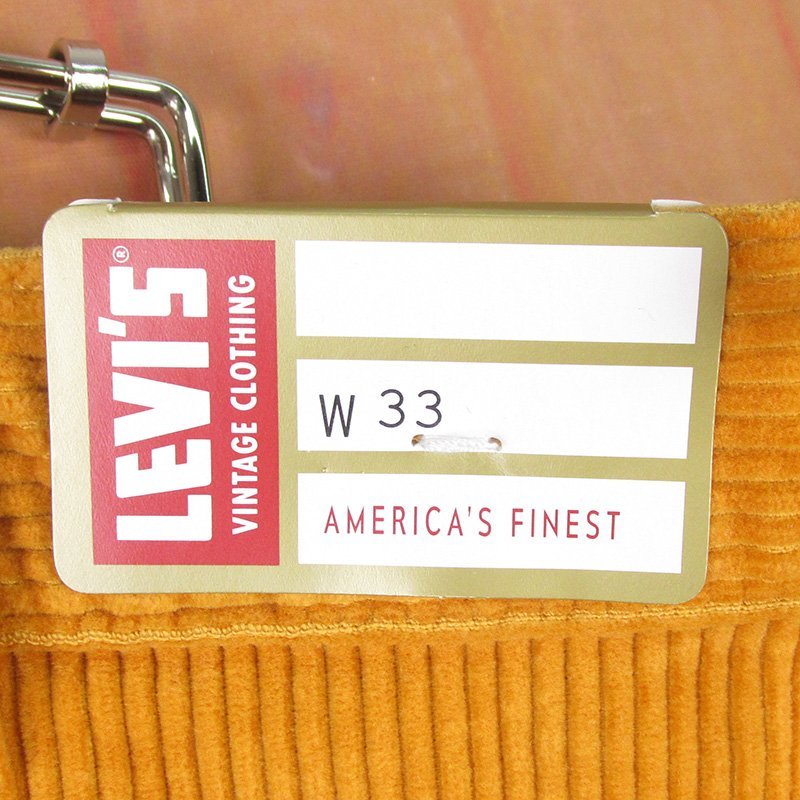 LEVI'S®
VINTAGE CLOTHING
W 33
AMERICA'S FINEST